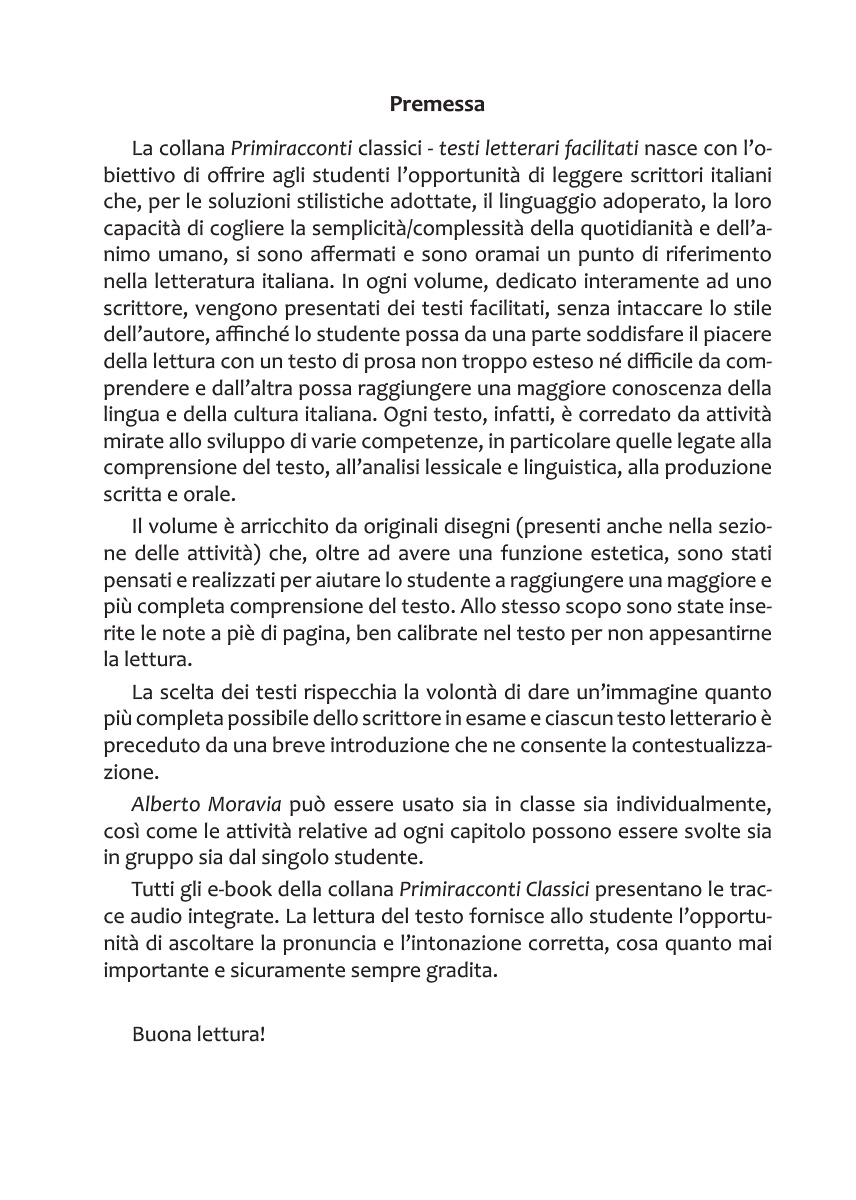 Premessa
La collana Primiracconti classici - testi letterari facilitati nasce con l’o-
biettivo di offrire agli studenti l’opportunità di leggere scrittori italiani
che, per le soluzioni stilistiche adottate, il linguaggio adoperato, la loro
capacità di cogliere la semplicità/complessità della quotidianità e dell’a-
nimo umano, si sono affermati e sono oramai un punto di riferimento
nella letteratura italiana. In ogni volume, dedicato interamente ad uno
scrittore, vengono presentati dei testi facilitati, senza intaccare lo stile
dell’autore, affinché lo studente possa da una parte soddisfare il piacere
della lettura con un testo di prosa non troppo esteso né difficile da com-
prendere e dall’altra possa raggiungere una maggiore conoscenza della
lingua e della cultura italiana. Ogni testo, infatti, è corredato da attività
mirate allo sviluppo di varie competenze, in particolare quelle legate alla
comprensione del testo, all’analisi lessicale e linguistica, alla produzione
scritta e orale.
Il volume è arricchito da originali disegni (presenti anche nella sezio-
ne delle attività) che, oltre ad avere una funzione estetica, sono stati
pensati e realizzati per aiutare lo studente a raggiungere una maggiore e
più completa comprensione del testo. Allo stesso scopo sono state inse-
rite le note a piè di pagina, ben calibrate nel testo per non appesantirne
la lettura.
La scelta dei testi rispecchia la volontà di dare un’immagine quanto
più completa possibile dello scrittore in esame e ciascun testo letterario è
preceduto da una breve introduzione che ne consente la contestualizza-
zione.
Alberto Moravia può essere usato sia in classe sia individualmente,
così come le attività relative ad ogni capitolo possono essere svolte sia
in gruppo sia dal singolo studente.
Tutti gli e-book della collana Primiracconti Classici presentano le trac-
ce audio integrate. La lettura del testo fornisce allo studente l’opportu-
nità di ascoltare la pronuncia e l’intonazione corretta, cosa quanto mai
importante e sicuramente sempre gradita.
Buona lettura!